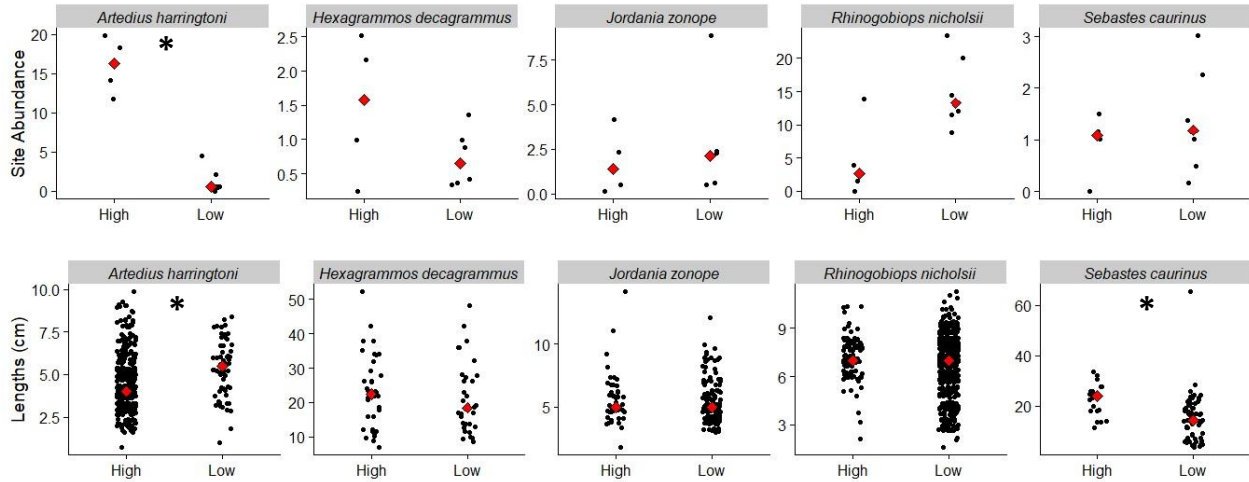 Artedius harringtoni
Hexagrammos decagrammus
Jordania zonope
Rhinogobiops nicholsii
Sebastes caurinus
Site Abundance
20
15
10
5
0
*
High
Low
2.5
2.0
1.5
1.0
0.5
High
Low
7.5
5.0
2.5
0.0
High
Low
20
15
10
5
0
High
Low
3
2
1
0
High
Low
Artedius harringtoni
Hexagrammos decagrammus
Jordania zonope
Rhinogobiops nicholsii
Sebastes caurinus
Lengths (cm)
10.0
7.5
5.0
2.5
*
High
Low
50
40
30
20
10
High
Low
10
5
High
Low
9
6
3
High
Low
60
40
20
*
High
Low